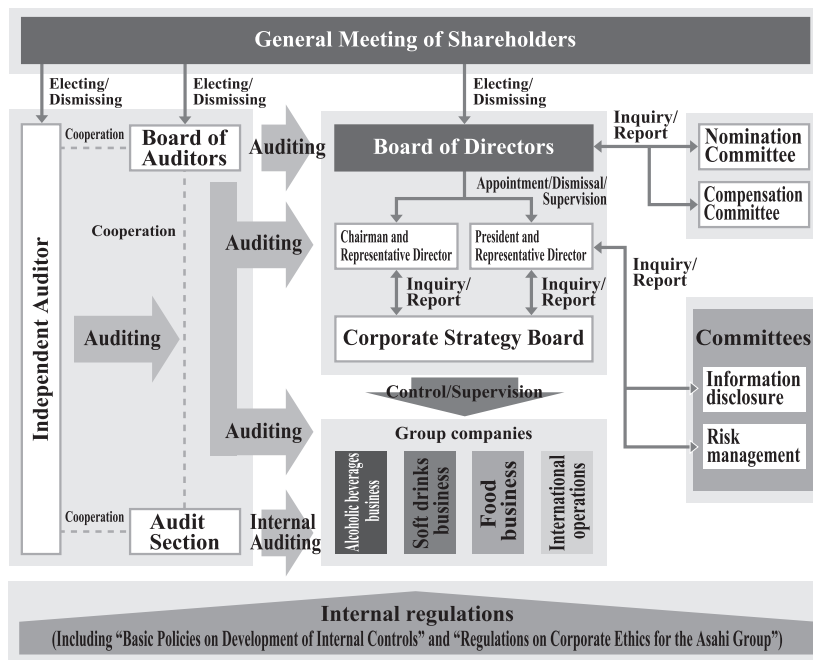 General Meeting of Shareholders
Electing/
Dismissing
Electing/
Dismissing
Electing/
Dismissing
Independent Auditor
Cooperation
Board of
Auditors
Auditing
Board of Directors
Inquiry/
Report
Nomination
Committee
Compensation
Committee
Appointment/Dismissal/
Supervision
Cooperation
Auditing
Chairman and
Representative Director
President and
Representative Director
Inquiry/
Report
Inquiry/
Report
Inquiry/
Report
Auditing
Corporate Strategy Board
Committees
Information
disclosure
Risk
management
Control/Supervision
Auditing
Group companies
Alcoholic beverages
business
Soft drinks
business
Food
business
International
operations
Cooperation
Audit
Section
Internal
Auditing
Internal regulations
(Including “Basic Policies on Development of Internal Controls” and “Regulations on Corporate Ethics for the Asahi Group”)